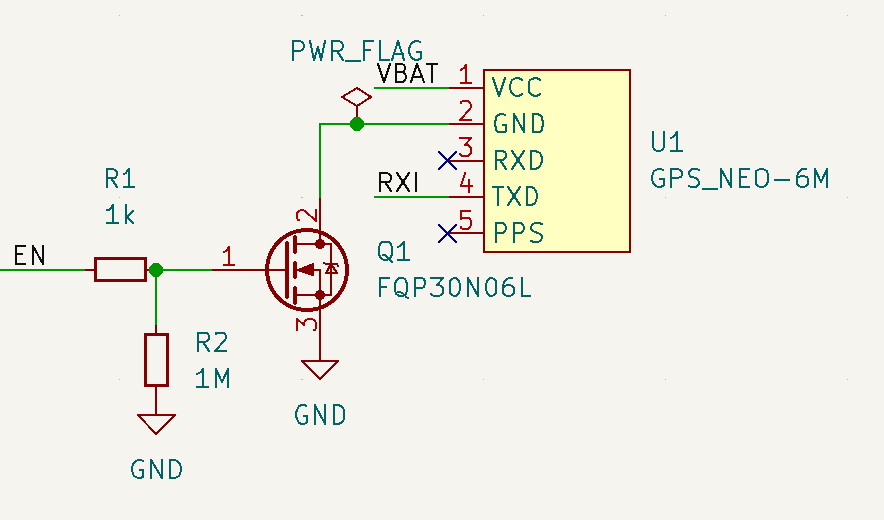 PWR_FLAG
VBAT 1 VCC
2 GND
3 RXD
RXI 4 TXD
5 PPS
U1
GPS_NEO-6M
R1
1k
EN
1
2
3
Q1
FQP30N06L
R2
1M
GND
GND